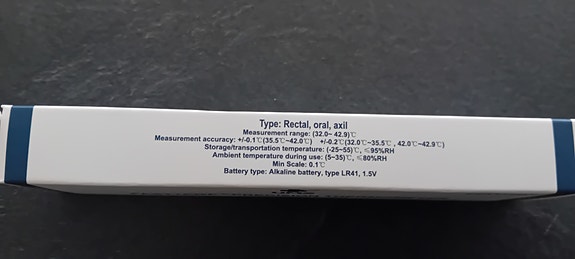 Type: Rectal, oral, axil
Measurement range: (32.0~ 42.9)℃
Measurement accuracy: +/-0.1℃(35.5℃~42.0℃)   +/-0.2℃(32.0℃~35.5℃ , 42.0℃~42.9℃)
Storage/transportation temperature: (-25~55)℃, ≤95%RH
Ambient temperature during use: (5~35)℃, ≤80%RH
Min Scale: 0.1℃
Battery type: Alkaline battery, type LR41, 1.5V